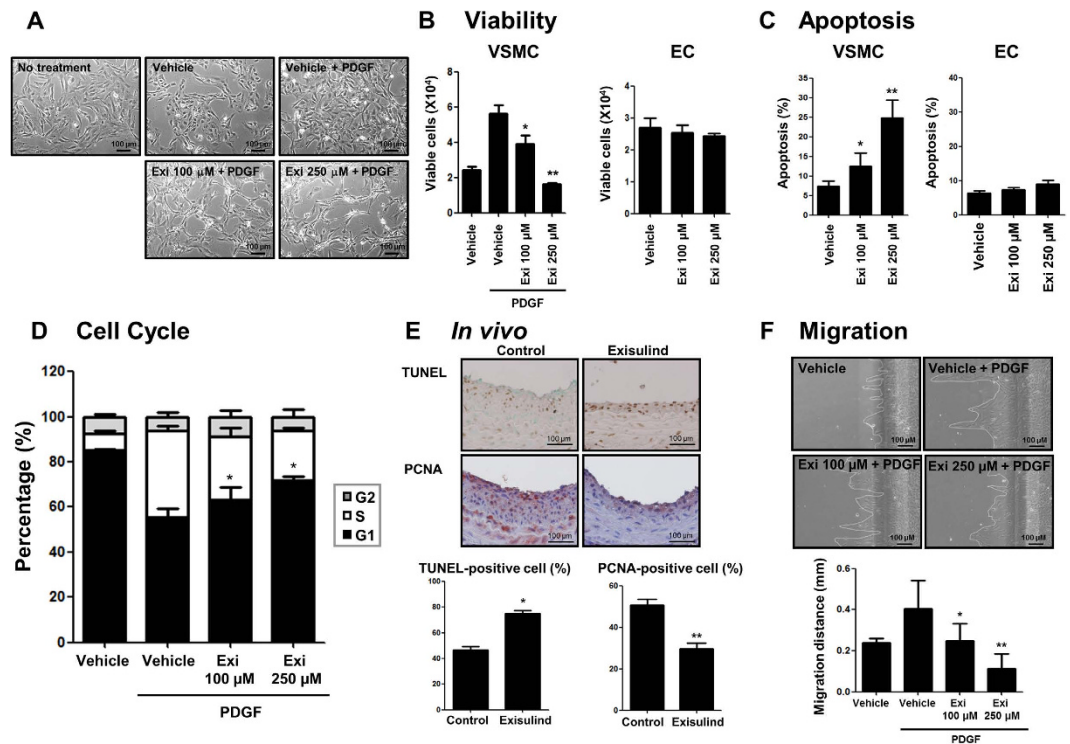 A
No treatment
100 μm
Vehicle
100 μm
Vehicle + PDGF
100 μm
Exi 100 μM + PDGF
100 μm
Exi 250 μM + PDGF
100 μm
B Viability
VSMC
Viable cells (X10⁴)
8
6
4
2
0
Vehicle
Vehicle
Exi 100 μM
Exi 250 μM
PDGF
*
**
EC
Viable cells (X10⁴)
4
3
2
1
0
Vehicle
Exi 100 μM
Exi 250 μM
C Apoptosis
VSMC
Apoptosis (%)
35
30
25
20
15
10
5
0
*
**
Vehicle
Exi 100 μM
Exi 250 μM
EC
Apoptosis (%)
40
30
20
10
0
Vehicle
Exi 100 μM
Exi 250 μM
D Cell Cycle
Percentage (%)
120
100
80
60
40
20
0
*
*
G2
S
G1
Vehicle
Vehicle
Exi
100 μM
Exi
250 μM
PDGF
E In vivo
Control
Exisulind
TUNEL
100 μm
100 μm
PCNA
100 μm
100 μm
TUNEL-positive cell (%)
100
80
60
40
20
0
*
Control
Exisulind
PCNA-positive cell (%)
60
40
20
0
**
Control
Exisulind
F Migration
Vehicle
100 μM
Vehicle + PDGF
100 μM
Exi 100 μM + PDGF
100 μM
Exi 250 μM + PDGF
100 μM
Migration distance (mm)
0.6
0.4
0.2
0.0
*
**
Vehicle
Vehicle
Exi
100 μM
Exi
250 μM
PDGF